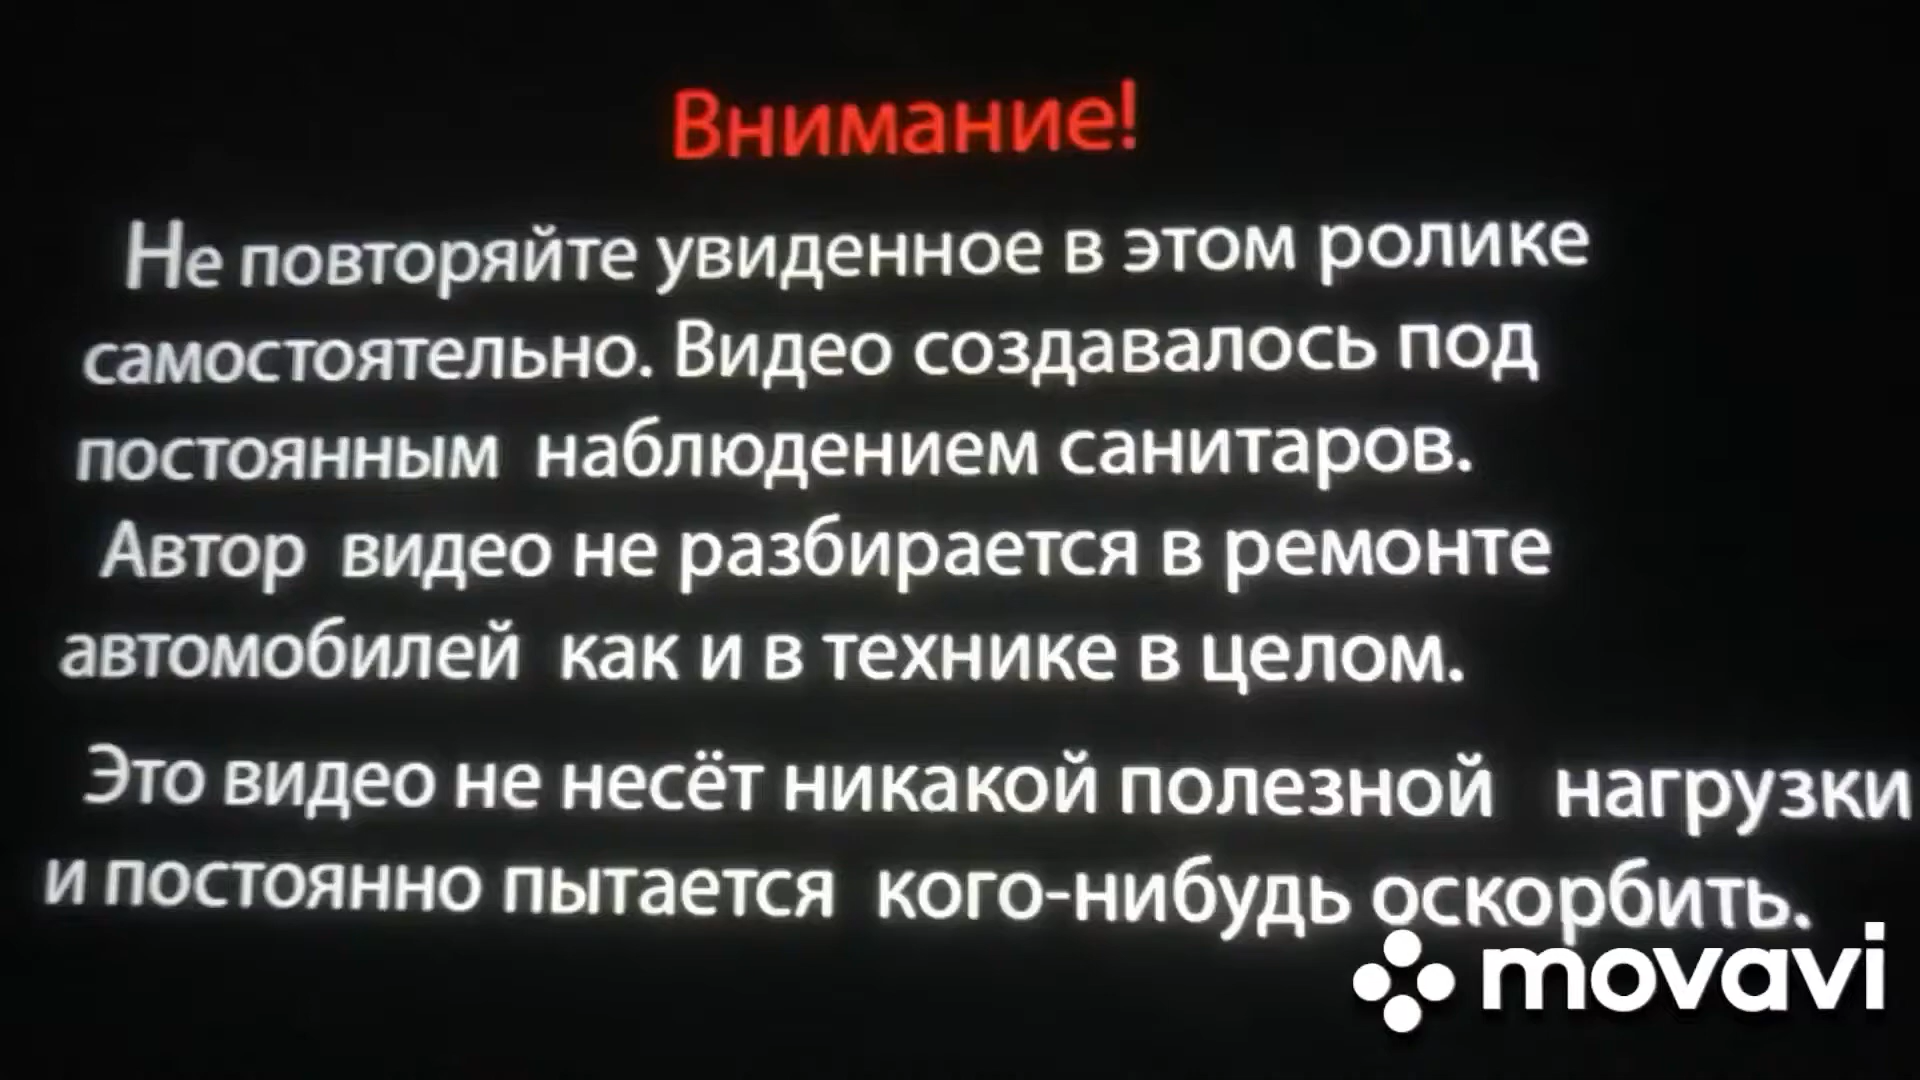 Внимание!
Не повторяйте увиденное в этом ролике
самостоятельно. Видео создавалось под
постоянным наблюдением санитаров.
Автор видео не разбирается в ремонте
автомобилей как и в технике в целом.
Это видео не несёт никакой полезной нагрузки
и постоянно пытается кого-нибудь оскорбить.
movavi